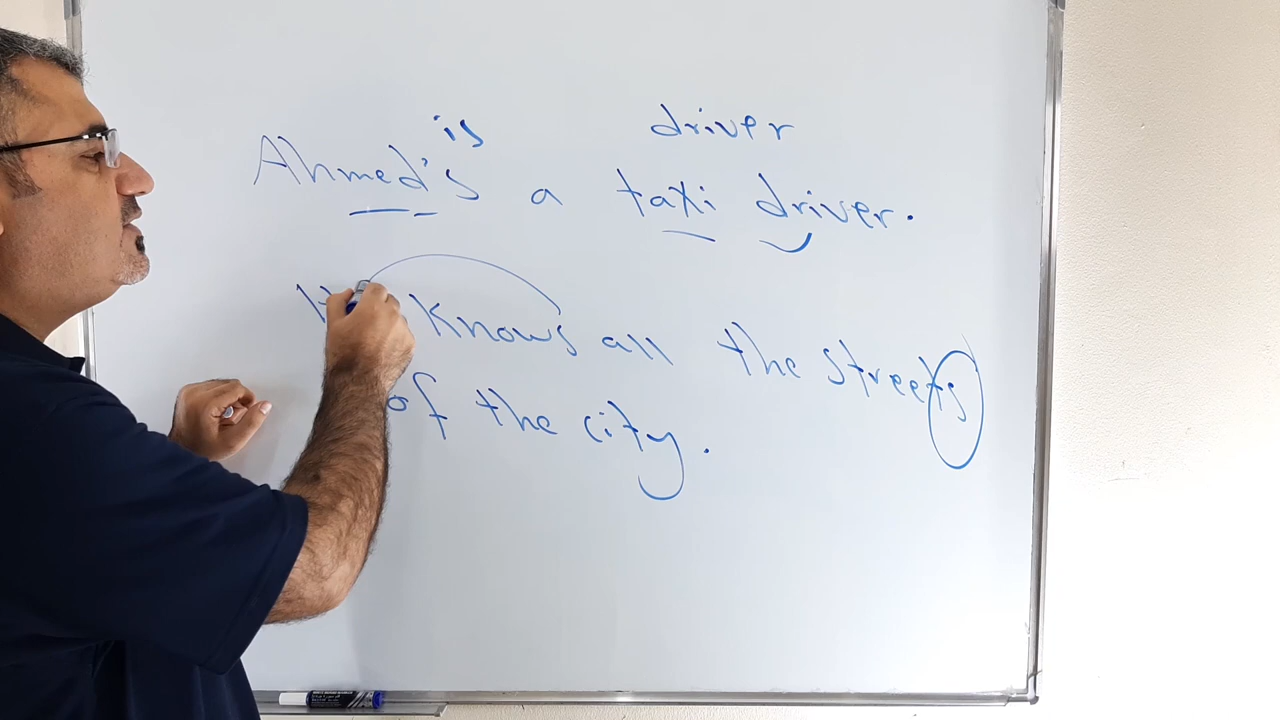 is driver
Ahmed's a taxi driver.
knows all the streets
of the city.